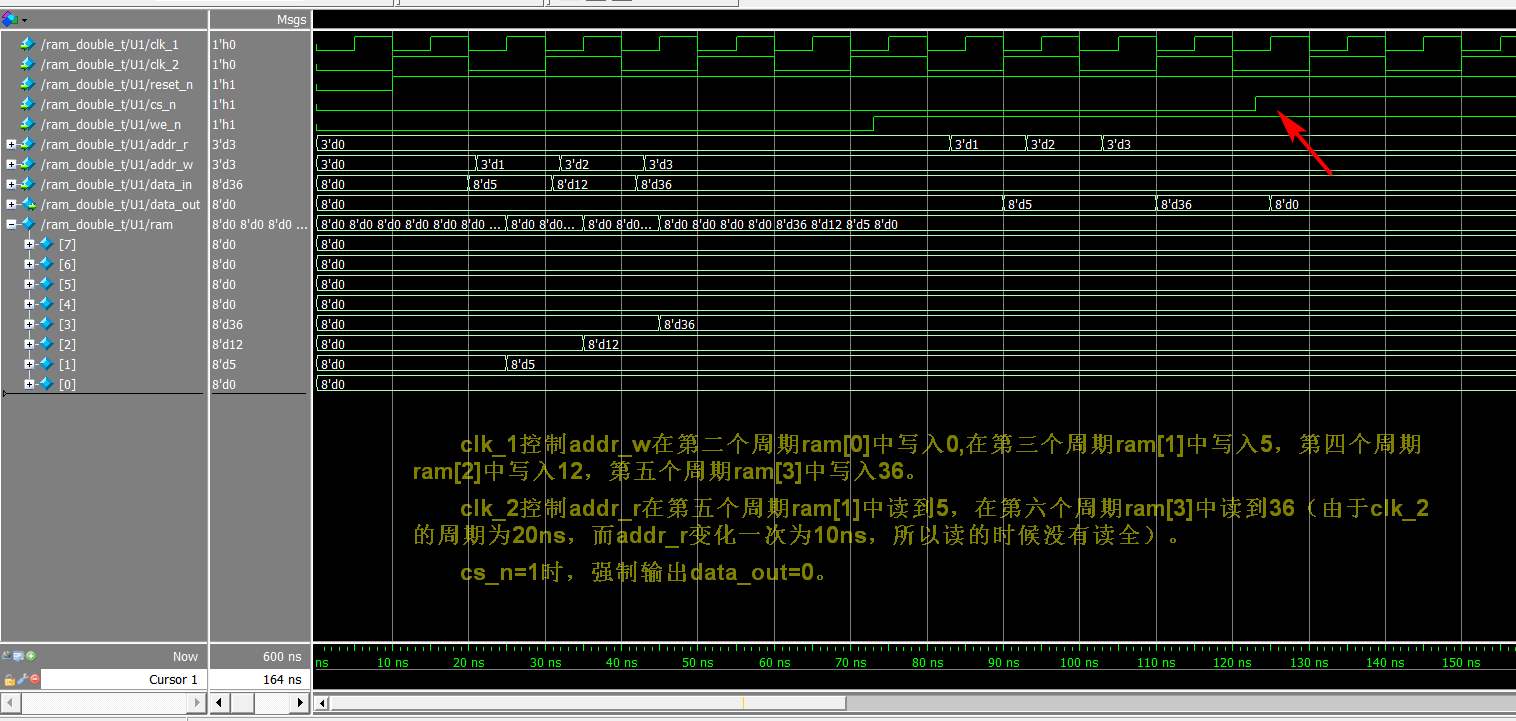 Msgs
/ram_double_t/U1/clk_1 1'h0
/ram_double_t/U1/clk_2 1'h0
/ram_double_t/U1/reset_n 1'h1
/ram_double_t/U1/cs_n 1'h1
/ram_double_t/U1/we_n 1'h1
/ram_double_t/U1/addr_r 3'd3 3'd0 3'd1 3'd2 3'd3
/ram_double_t/U1/addr_w 3'd3 3'd0 3'd1 3'd2 3'd3
/ram_double_t/U1/data_in 8'd36 8'd0 8'd5 8'd12 8'd36
/ram_double_t/U1/data_out 8'd0 8'd0 8'd5 8'd36 8'd0
/ram_double_t/U1/ram 8'd0 8'd0 8'd0 ... 8'd0 8'd0 8'd0 8'd0 8'd0 8'd0 ... 8'd0 8'd0... 8'd0 8'd0... 8'd0 8'd0 8'd0 8'd0 8'd36 8'd12 8'd5 8'd0
[7] 8'd0 8'd0
[6] 8'd0 8'd0
[5] 8'd0 8'd0
[4] 8'd0 8'd0
[3] 8'd36 8'd0 8'd36
[2] 8'd12 8'd0 8'd12
[1] 8'd5 8'd0 8'd5
[0] 8'd0 8'd0
clk_1控制addr_w在第二个周期ram[0]中写入0,在第三个周期ram[1]中写入5，第四个周期
ram[2]中写入12，第五个周期ram[3]中写入36。
clk_2控制addr_r在第五个周期ram[1]中读到5，在第六个周期ram[3]中读到36（由于clk_2
的周期为20ns，而addr_r变化一次为10ns，所以读的时候没有读全）。
cs_n=1时，强制输出data_out=0。
Now 600 ns ns 10 ns 20 ns 30 ns 40 ns 50 ns 60 ns 70 ns 80 ns 90 ns 100 ns 110 ns 120 ns 130 ns 140 ns 150 ns
Cursor 1 164 ns